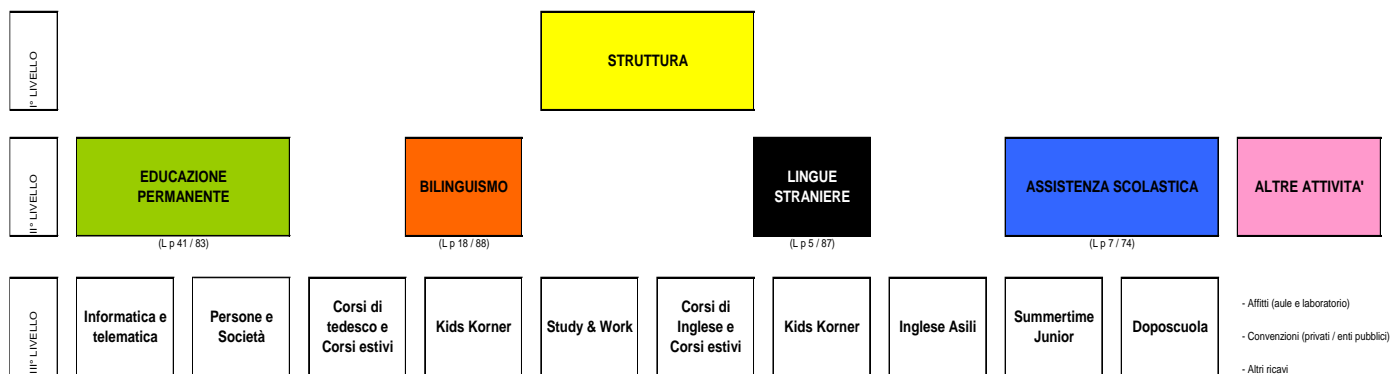 I° LIVELLO
STRUTTURA
II° LIVELLO
EDUCAZIONE
PERMANENTE
BILINGUISMO
LINGUE
STRANIERE
ASSISTENZA SCOLASTICA
ALTRE ATTIVITA'
(L p 41 / 83)
(L p 18 / 88)
(L p 5 / 87)
(L p 7 / 74)
III° LIVELLO
Informatica e
telematica
Persone e
Società
Corsi di
tedesco e
Corsi estivi
Kids Korner
Study & Work
Corsi di
Inglese e
Corsi estivi
Kids Korner
Inglese Asili
Summertime
Junior
Doposcuola
- Affitti (aule e laboratorio)
- Convenzioni (privati / enti pubblici)
- Altri ricavi